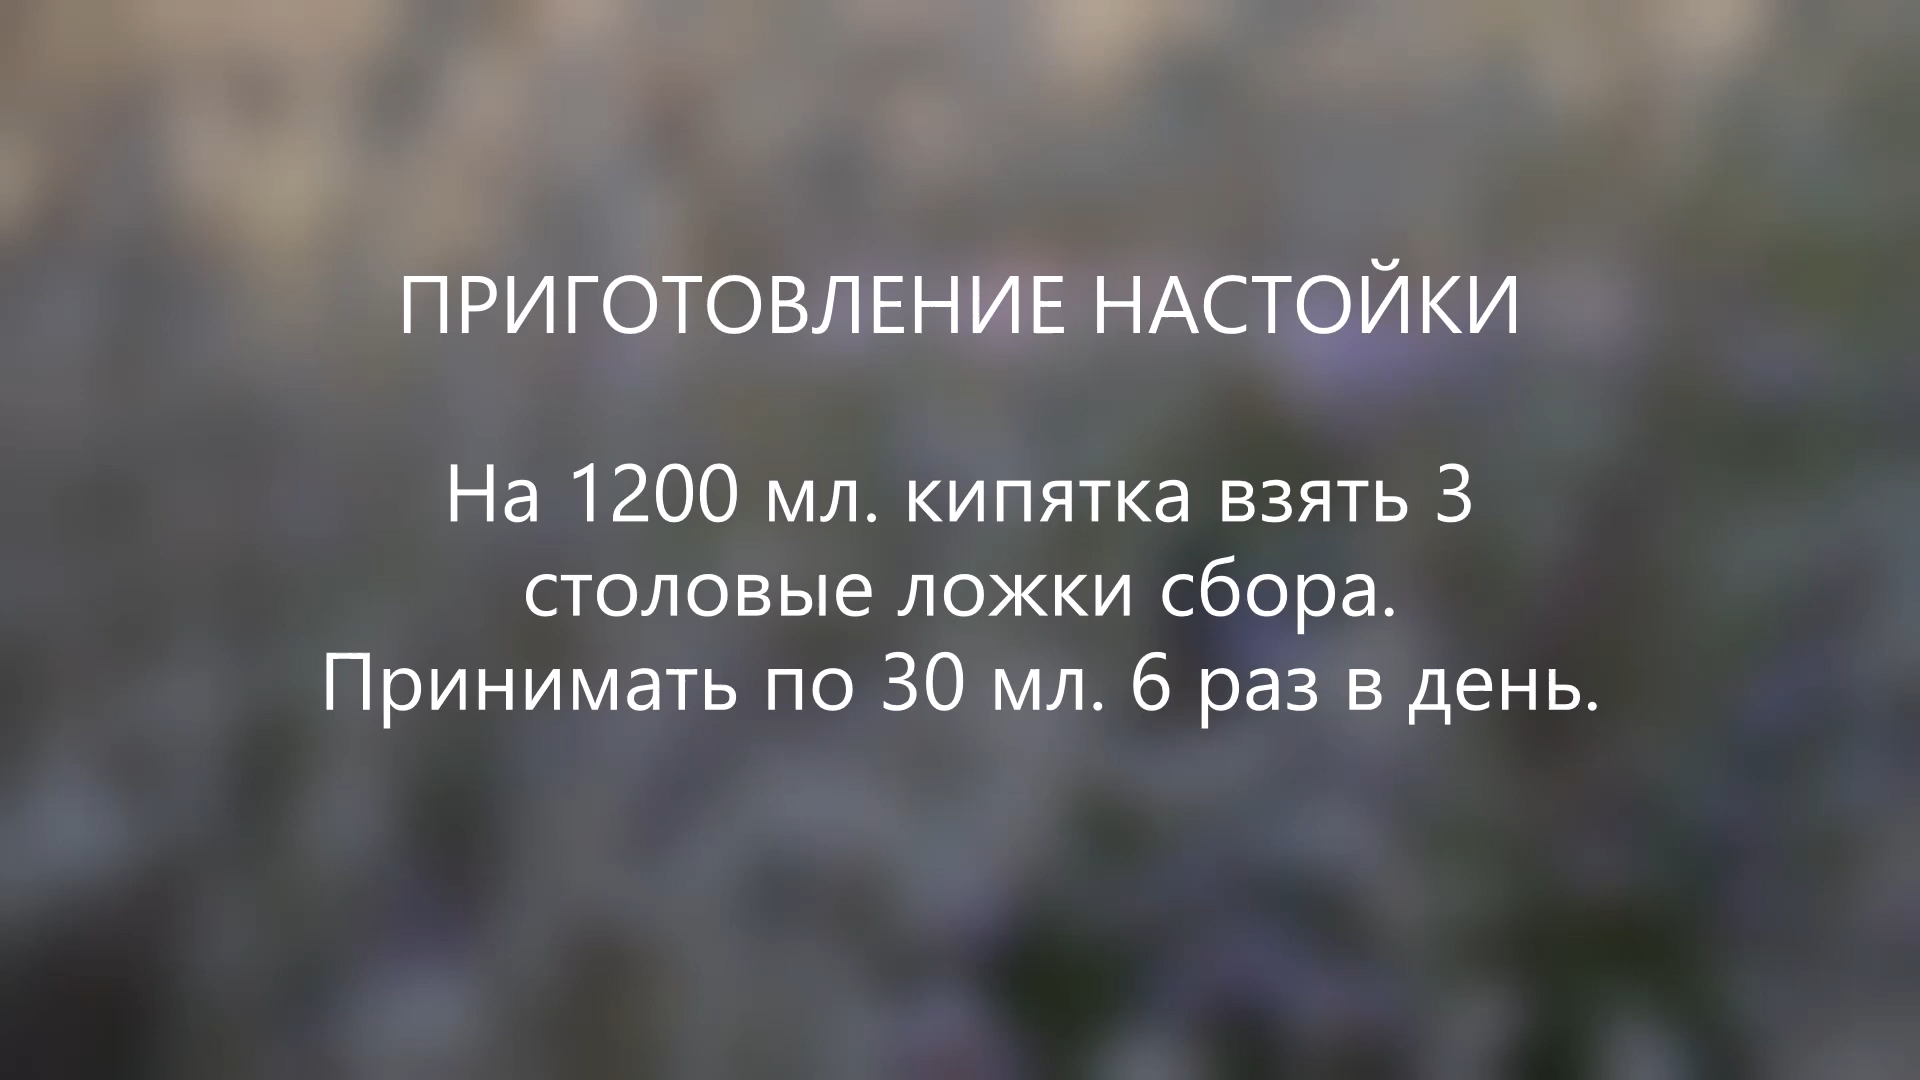 ПРИГОТОВЛЕНИЕ НАСТОЙКИ
На 1200 мл. кипятка взять 3
столовые ложки сбора.
Принимать по 30 мл. 6 раз в день.